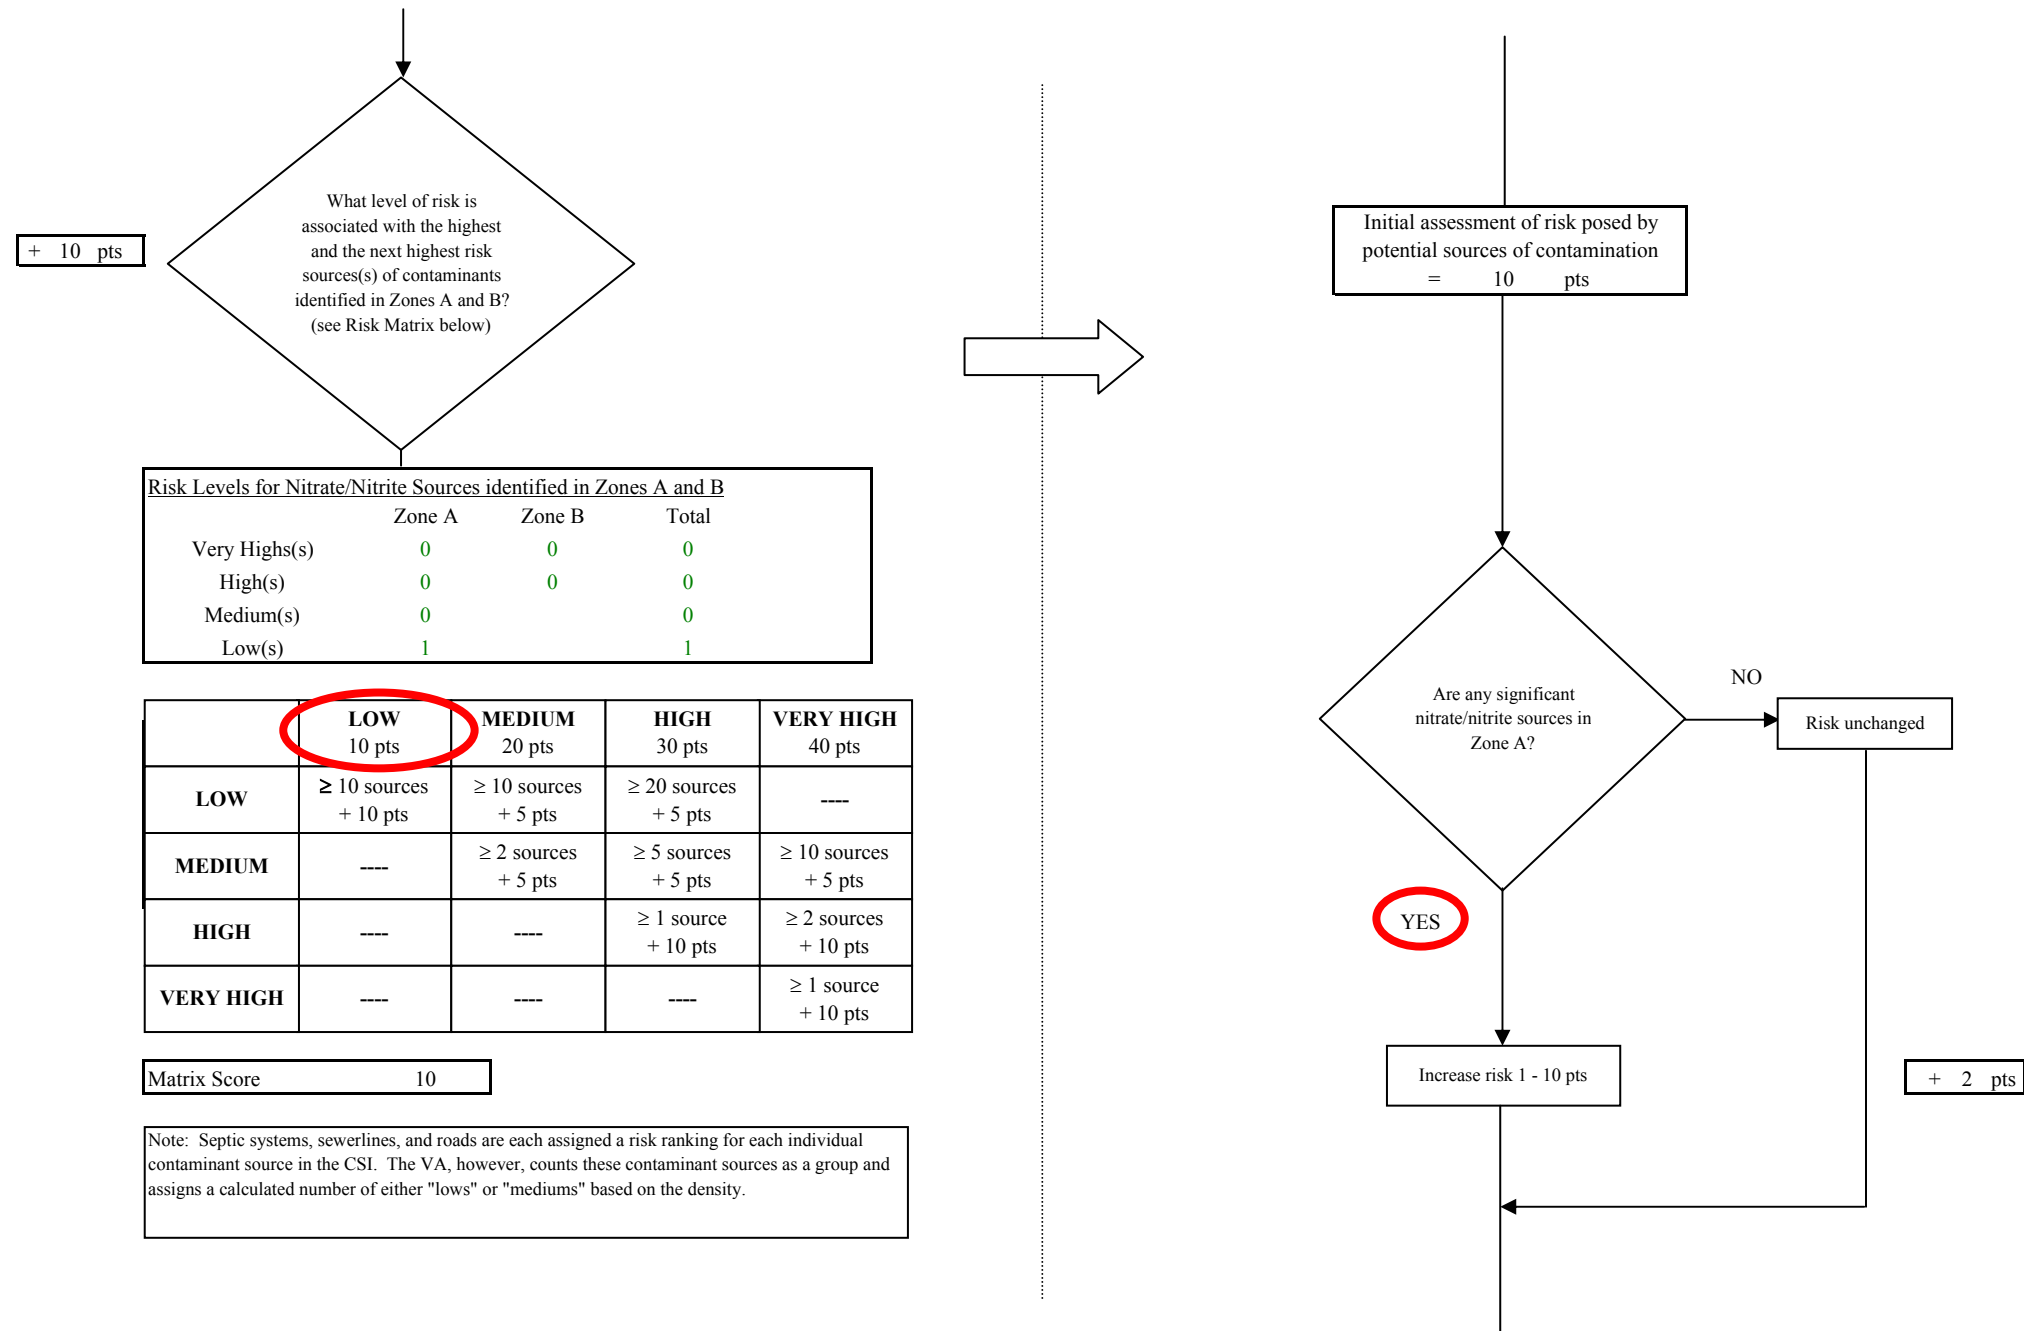 What level of risk is
associated with the highest
and the next highest risk
sources(s) of contaminants
identified in Zones A and B?
(see Risk Matrix below)
+ 10 pts
Risk Levels for Nitrate/Nitrite Sources identified in Zones A and B
Zone A Zone B Total
Very Highs(s) 0 0 0
High(s) 0 0 0
Medium(s) 0 0
Low(s) 1 1
LOW MEDIUM HIGH VERY HIGH
10 pts 20 pts 30 pts 40 pts
LOW ≥ 10 sources ≥ 10 sources ≥ 20 sources ----
+ 10 pts + 5 pts + 5 pts
MEDIUM ---- ≥ 2 sources ≥ 5 sources ≥ 10 sources
+ 5 pts + 5 pts + 5 pts
HIGH ---- ---- ≥ 1 source ≥ 2 sources
+ 10 pts + 10 pts
VERY HIGH ---- ---- ---- ≥ 1 source
+ 10 pts
Matrix Score 10
Note: Septic systems, sewerlines, and roads are each assigned a risk ranking for each individual
contaminant source in the CSI. The VA, however, counts these contaminant sources as a group and
assigns a calculated number of either "lows" or "mediums" based on the density.
Initial assessment of risk posed by
potential sources of contamination
= 10 pts
Are any significant
nitrate/nitrite sources in
Zone A?
NO
Risk unchanged
YES
Increase risk 1 - 10 pts
+ 2 pts